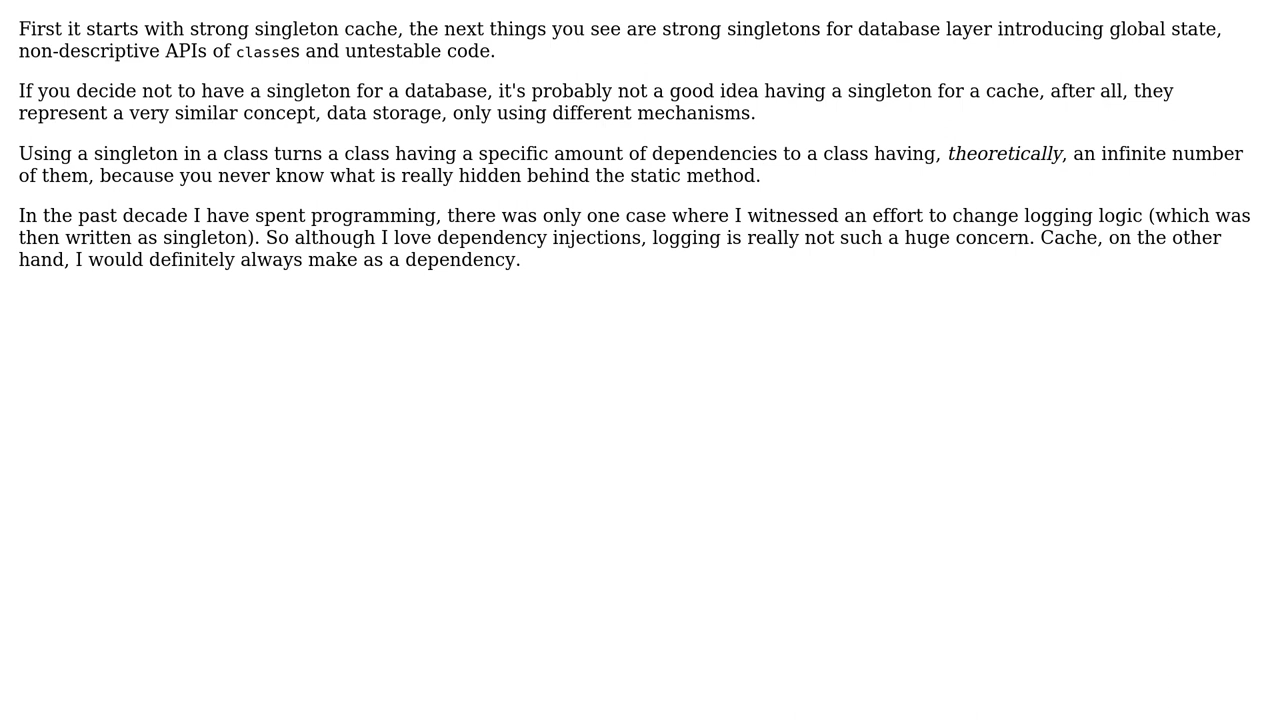 First it starts with strong singleton cache, the next things you see are strong singletons for database layer introducing global state,
non-descriptive APIs of classes and untestable code.
If you decide not to have a singleton for a database, it's probably not a good idea having a singleton for a cache, after all, they
represent a very similar concept, data storage, only using different mechanisms.
Using a singleton in a class turns a class having a specific amount of dependencies to a class having, theoretically, an infinite number
of them, because you never know what is really hidden behind the static method.
In the past decade I have spent programming, there was only one case where I witnessed an effort to change logging logic (which was
then written as singleton). So although I love dependency injections, logging is really not such a huge concern. Cache, on the other
hand, I would definitely always make as a dependency.